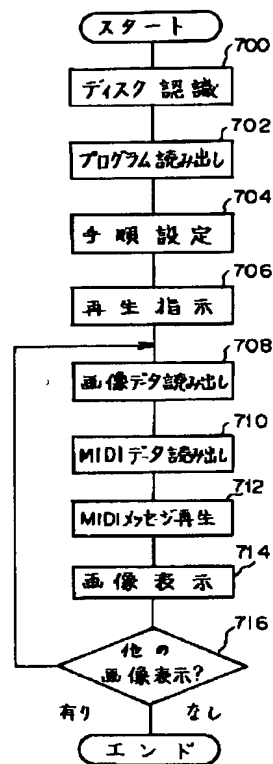 スタート
700
ディスク認識
702
プログラム読み出し
704
手順設定
706
再生指示
708
画像データ読み出し
710
MIDIデータ読み出し
712
MIDIメッセージ再生
714
画像表示
716
他の
画像表示?
有り なし
エンド